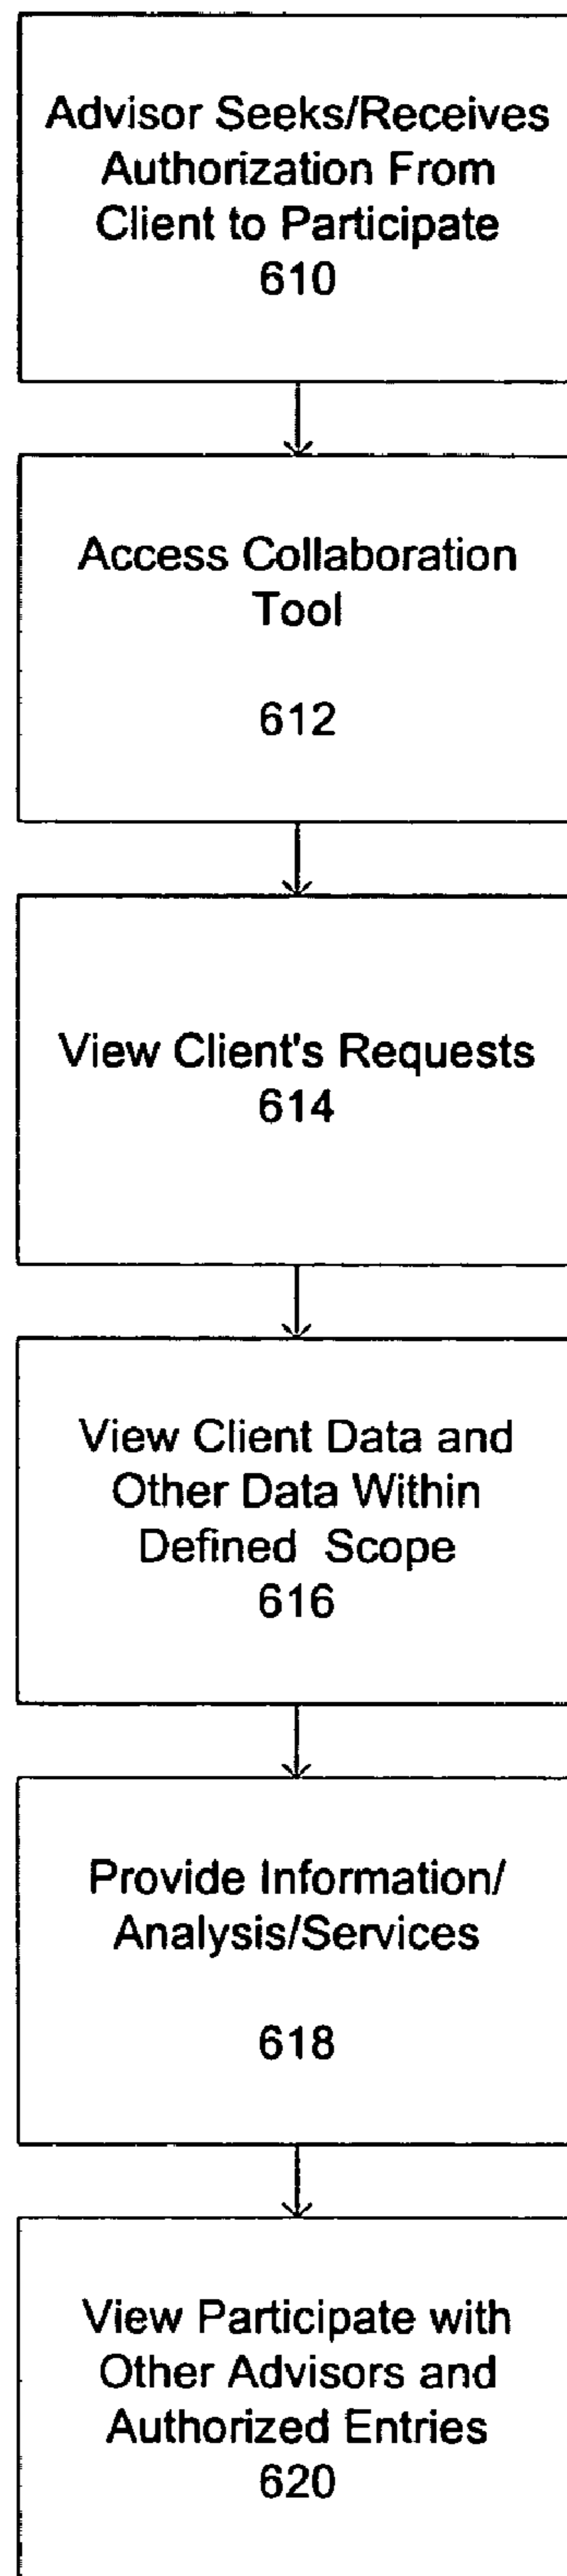 Advisor Seeks/Receives
Authorization From
Client to Participate
610
Access Collaboration
Tool
612
View Client's Requests
614
View Client Data and
Other Data Within
Defined Scope
616
Provide Information/
Analysis/Services
618
View Participate with
Other Advisors and
Authorized Entries
620